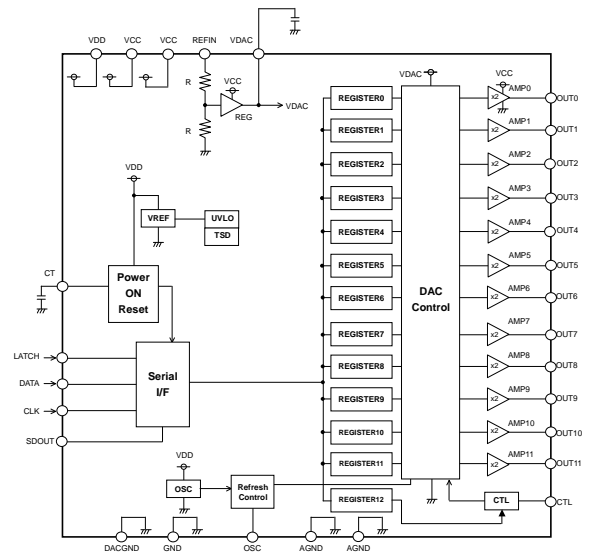 VDD VCC VCC REFIN VDAC
R
VCC
VDAC
R
REG
VDD
VREF
UVLO
TSD
CT
Power
ON
Reset
LATCH
DATA
CLK
SDOUT
Serial
I/F
VDD
OSC
Refresh
Control
REGISTER0
REGISTER1
REGISTER2
REGISTER3
REGISTER4
REGISTER5
REGISTER6
REGISTER7
REGISTER8
REGISTER9
REGISTER10
REGISTER11
REGISTER12
VDAC
DAC
Control
VCC
x2 AMP0 OUT0
x2 AMP1 OUT1
x2 AMP2 OUT2
x2 AMP3 OUT3
x2 AMP4 OUT4
x2 AMP5 OUT5
x2 AMP6 OUT6
x2 AMP7 OUT7
x2 AMP8 OUT8
x2 AMP9 OUT9
x2 AMP10 OUT10
x2 AMP11 OUT11
CTL CTL
DACGND GND OSC AGND AGND